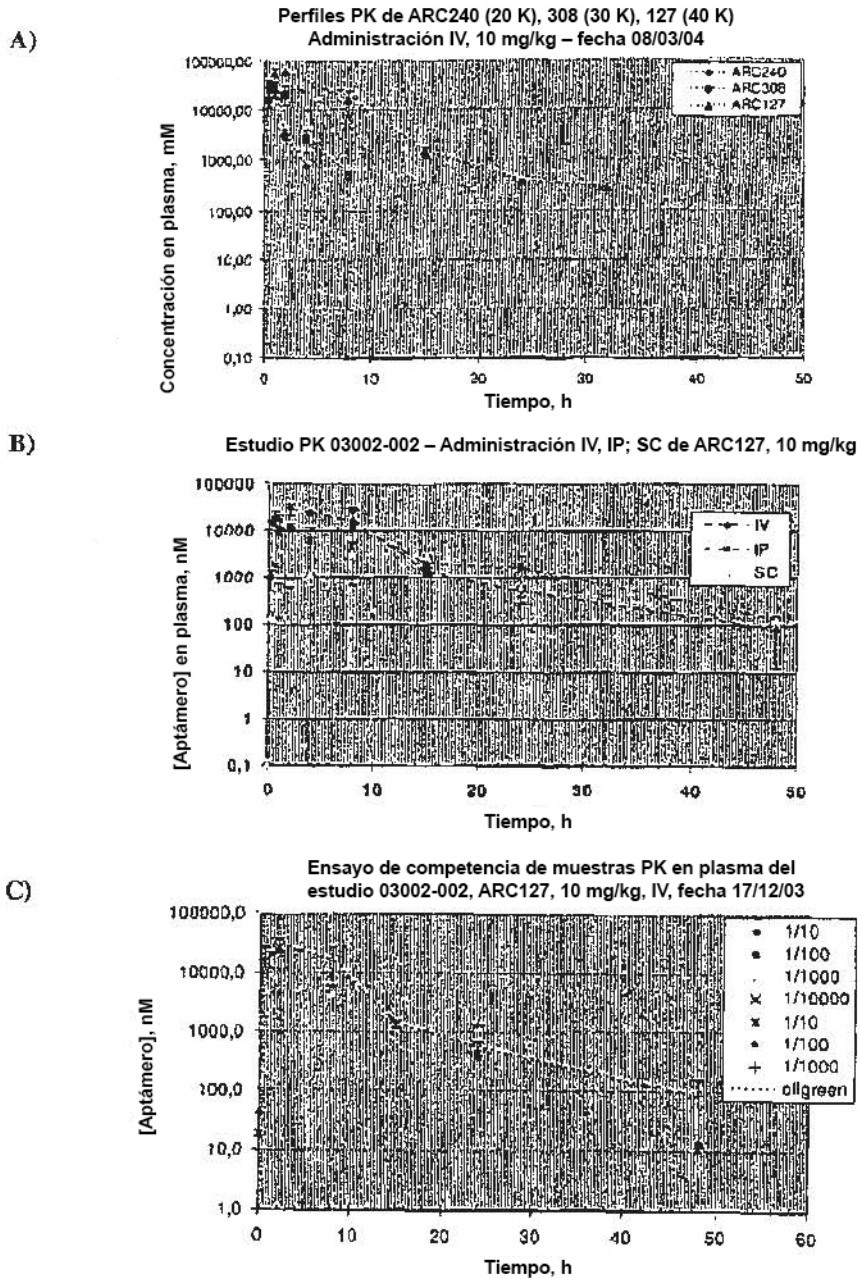 A)
Perfiles PK de ARC240 (20 K), 308 (30 K), 127 (40 K)
Administración IV, 10 mg/kg – fecha 08/03/04
Concentración en plasma, mM
100000,00
10000,00
1000,00
100,00
10,00
1,00
0,10
ARC240
ARC308
ARC127
0
10
20
30
40
50
Tiempo, h
B)
Estudio PK 03002-002 – Administración IV, IP; SC de ARC127, 10 mg/kg
[Aptámero] en plasma, nM
100000
10000
1000
100
10
1
0,1
IV
IP
SC
0
10
20
30
40
50
Tiempo, h
C)
Ensayo de competencia de muestras PK en plasma del
estudio 03002-002, ARC127, 10 mg/kg, IV, fecha 17/12/03
[Aptámero], nM
100000,0
10000,0
1000,0
100,0
10,0
1,0
1/10
1/100
1/1000
1/10000
1/10
1/100
1/1000
oligreen
0
10
20
30
40
50
60
Tiempo, h